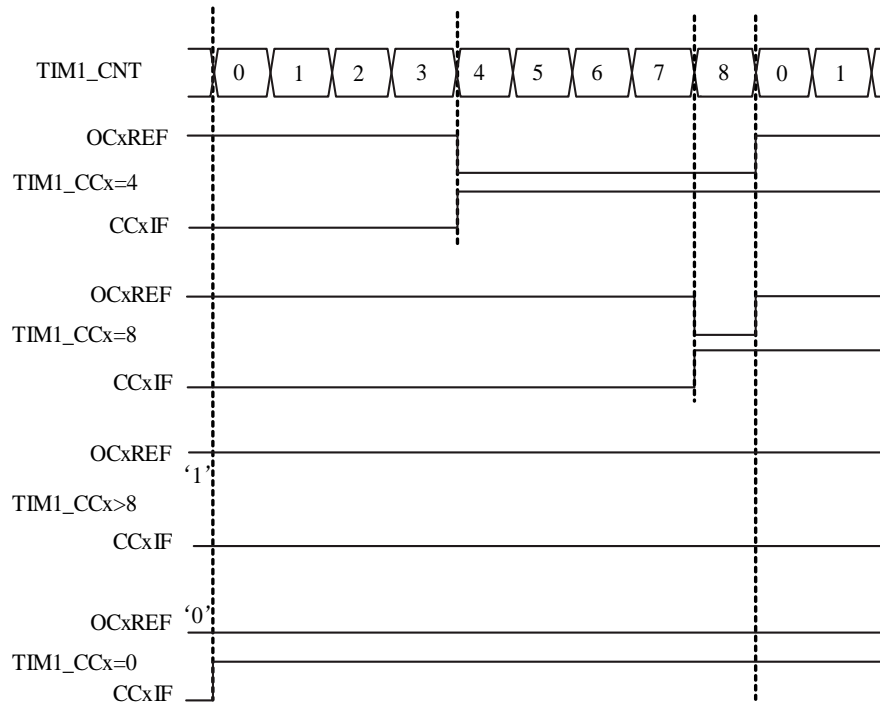 TIM1_CNT 0 1 2 3 4 5 6 7 8 0 1
OCxREF
TIM1_CCx=4
CCxIF
OCxREF
TIM1_CCx=8
CCxIF
OCxREF
‘1’
TIM1_CCx>8
CCxIF
OCxREF ‘0’
TIM1_CCx=0
CCxIF